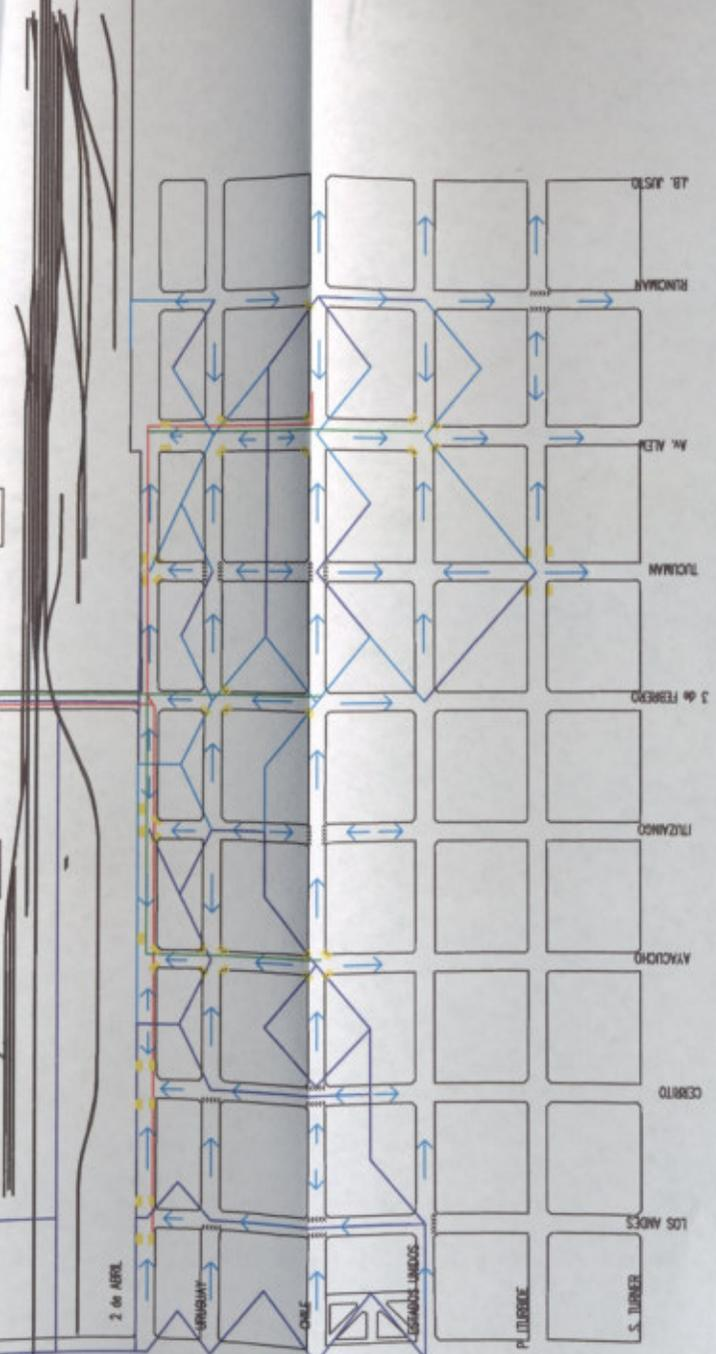 J.B. JUSTO
RUNCIMAN
Av. ALEM
TUCUMAN
3 de FEBRERO
ITUZAINGO
AYACUCHO
CERRITO
LOS ANDES
2 de ABRIL
URUGUAY
CHILE
ESTADOS UNIDOS
P. ITURBIDE
S. TURNER